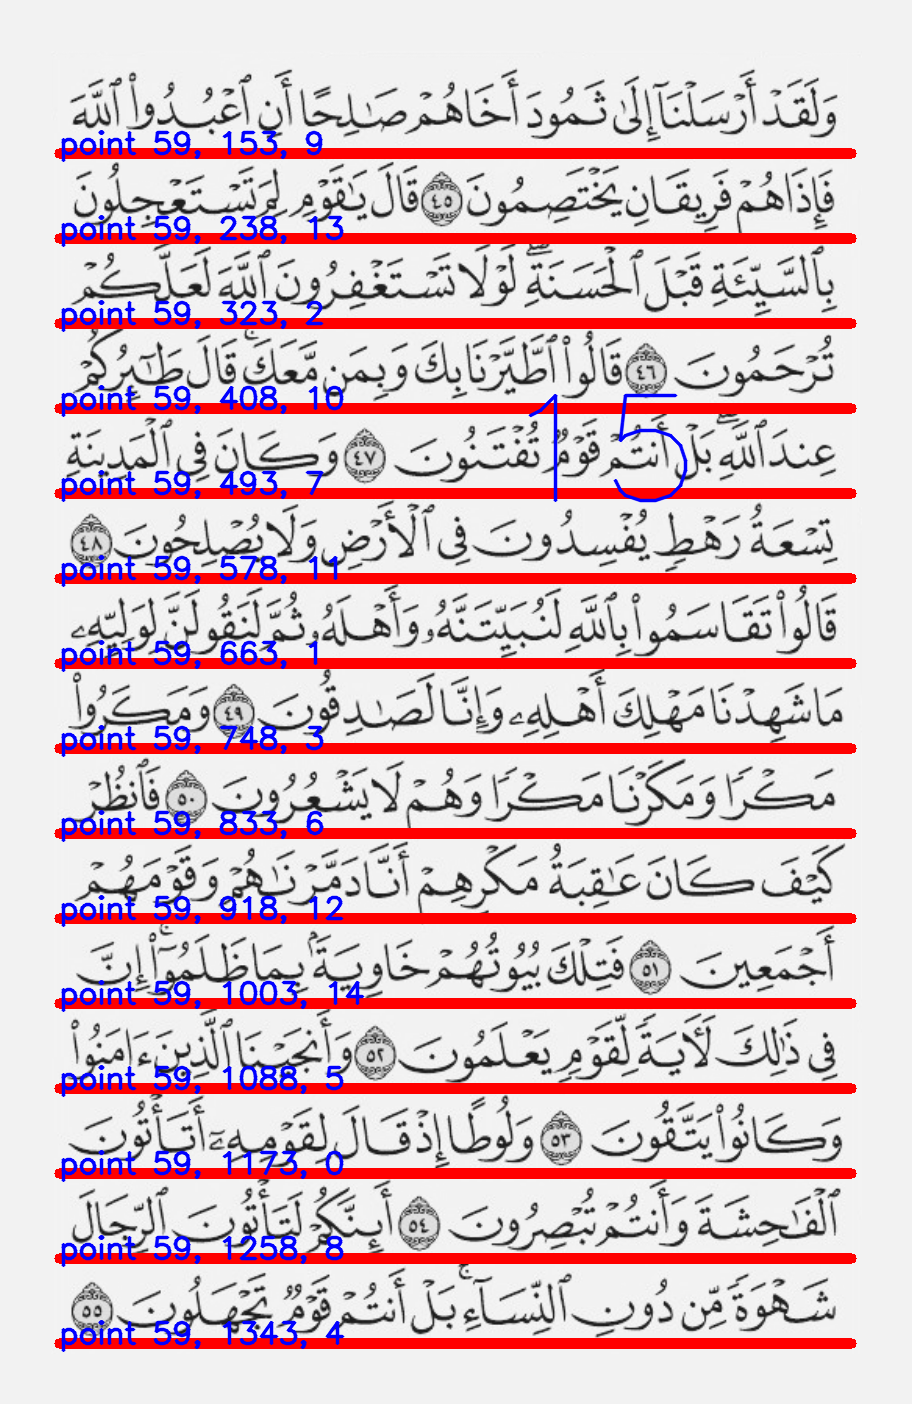 وَلَقَدْ أَرْسَلْنَآ إِلَىٰ ثَمُودَ أَخَاهُمْ صَـٰلِحًا أَنِ ٱعْبُدُوا۟ ٱللَّهَ
point 59, 153, 9
فَإِذَا هُمْ فَرِيقَانِ يَخْتَصِمُونَ ٤٥ قَالَ يَـٰقَوْمِ لِمَ تَسْتَعْجِلُونَ
point 59, 238, 13
بِٱلسَّيِّئَةِ قَبْلَ ٱلْحَسَنَةِ ۖ لَوْلَا تَسْتَغْفِرُونَ ٱللَّهَ لَعَلَّكُمْ
point 59, 323, 2
تُرْحَمُونَ ٤٦ قَالُوا۟ ٱطَّيَّرْنَا بِكَ وَبِمَن مَّعَكَ ۚ قَالَ طَـٰٓئِرُكُمْ
point 59, 408, 10
عِندَ ٱللَّهِ ۖ بَلْ أَنتُمْ قَوْمٌ تُفْتَنُونَ ٤٧ وَكَانَ فِى ٱلْمَدِينَةِ
15
point 59, 493, 7
تِسْعَةُ رَهْطٍ يُفْسِدُونَ فِى ٱلْأَرْضِ وَلَا يُصْلِحُونَ ٤٨
point 59, 578, 11
قَالُوا۟ تَقَاسَمُوا۟ بِٱللَّهِ لَنُبَيِّتَنَّهُۥ وَأَهْلَهُۥ ثُمَّ لَنَقُولَنَّ لِوَلِيِّهِۦ
point 59, 663, 1
مَا شَهِدْنَا مَهْلِكَ أَهْلِهِۦ وَإِنَّا لَصَـٰدِقُونَ ٤٩ وَمَكَرُوا۟
point 59, 748, 3
مَكْرًا وَمَكَرْنَا مَكْرًا وَهُمْ لَا يَشْعُرُونَ ٥٠ فَٱنظُرْ
point 59, 833, 6
كَيْفَ كَانَ عَـٰقِبَةُ مَكْرِهِمْ أَنَّا دَمَّرْنَـٰهُمْ وَقَوْمَهُمْ
point 59, 918, 12
أَجْمَعِينَ ٥١ فَتِلْكَ بُيُوتُهُمْ خَاوِيَةًۢ بِمَا ظَلَمُوٓا۟ ۗ إِنَّ
point 59, 1003, 14
فِى ذَٰلِكَ لَـَٔايَةً لِّقَوْمٍ يَعْلَمُونَ ٥٢ وَأَنجَيْنَا ٱلَّذِينَ ءَامَنُوا۟
point 59, 1088, 5
وَكَانُوا۟ يَتَّقُونَ ٥٣ وَلُوطًا إِذْ قَالَ لِقَوْمِهِۦٓ أَتَأْتُونَ
point 59, 1173, 0
ٱلْفَـٰحِشَةَ وَأَنتُمْ تُبْصِرُونَ ٥٤ أَئِنَّكُمْ لَتَأْتُونَ ٱلرِّجَالَ
point 59, 1258, 8
شَهْوَةً مِّن دُونِ ٱلنِّسَآءِ ۚ بَلْ أَنتُمْ قَوْمٌ تَجْهَلُونَ ٥٥
point 59, 1343, 4